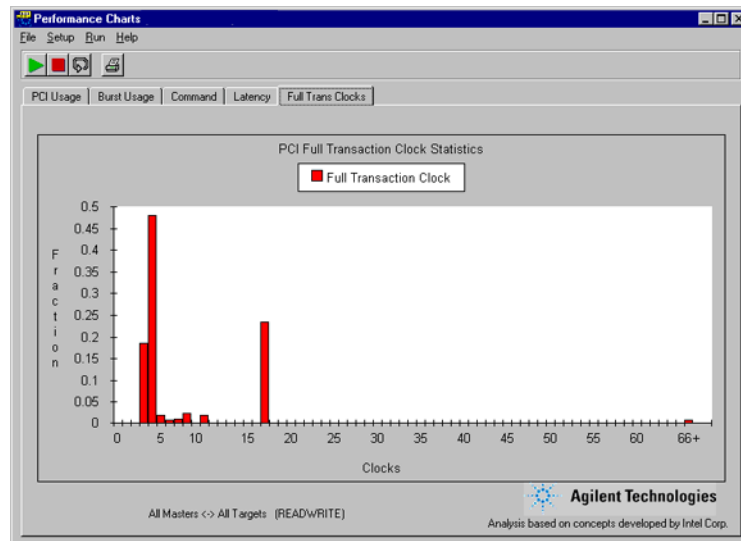 Performance Charts
File Setup Run Help
PCI Usage Burst Usage Command Latency Full Trans Clocks
PCI Full Transaction Clock Statistics
Full Transaction Clock
Fraction
0.5
0.45
0.4
0.35
0.3
0.25
0.2
0.15
0.1
0.05
0
0 5 10 15 20 25 30 35 40 45 50 55 60 66+
Clocks
Agilent Technologies
All Masters <-> All Targets (READWRITE)
Analysis based on concepts developed by Intel Corp.